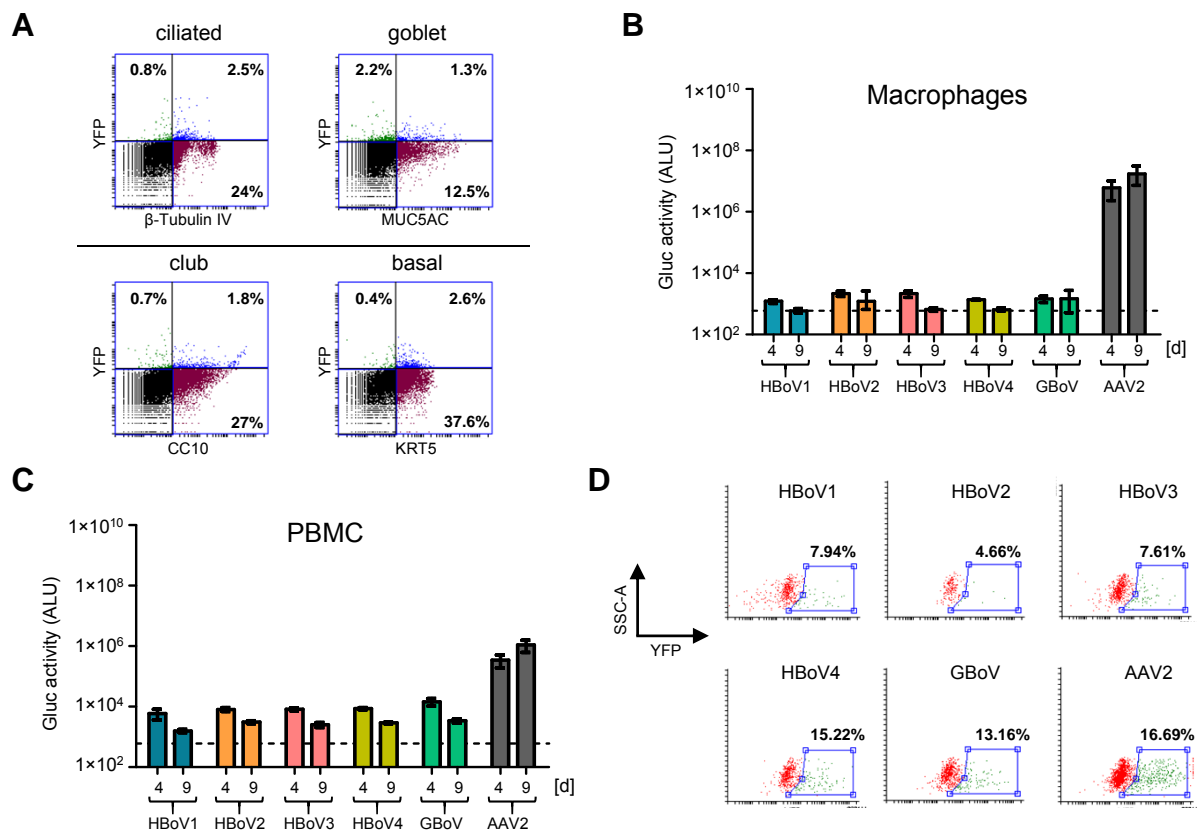 A
ciliated
goblet
0.8%
2.5%
2.2%
1.3%
YFP
YFP
24%
12.5%
β-Tubulin IV
MUC5AC
club
basal
0.7%
1.8%
0.4%
2.6%
YFP
YFP
27%
37.6%
CC10
KRT5
B
Macrophages
Gluc activity (ALU)
1×10^10
1×10^8
1×10^6
1×10^4
1×10^2
4 9 4 9 4 9 4 9 4 9 4 9 [d]
HBoV1 HBoV2 HBoV3 HBoV4 GBoV AAV2
C
PBMC
Gluc activity (ALU)
1×10^10
1×10^8
1×10^6
1×10^4
1×10^2
4 9 4 9 4 9 4 9 4 9 4 9 [d]
HBoV1 HBoV2 HBoV3 HBoV4 GBoV AAV2
D
SSC-A
YFP
HBoV1 HBoV2 HBoV3
7.94% 4.66% 7.61%
HBoV4 GBoV AAV2
15.22% 13.16% 16.69%